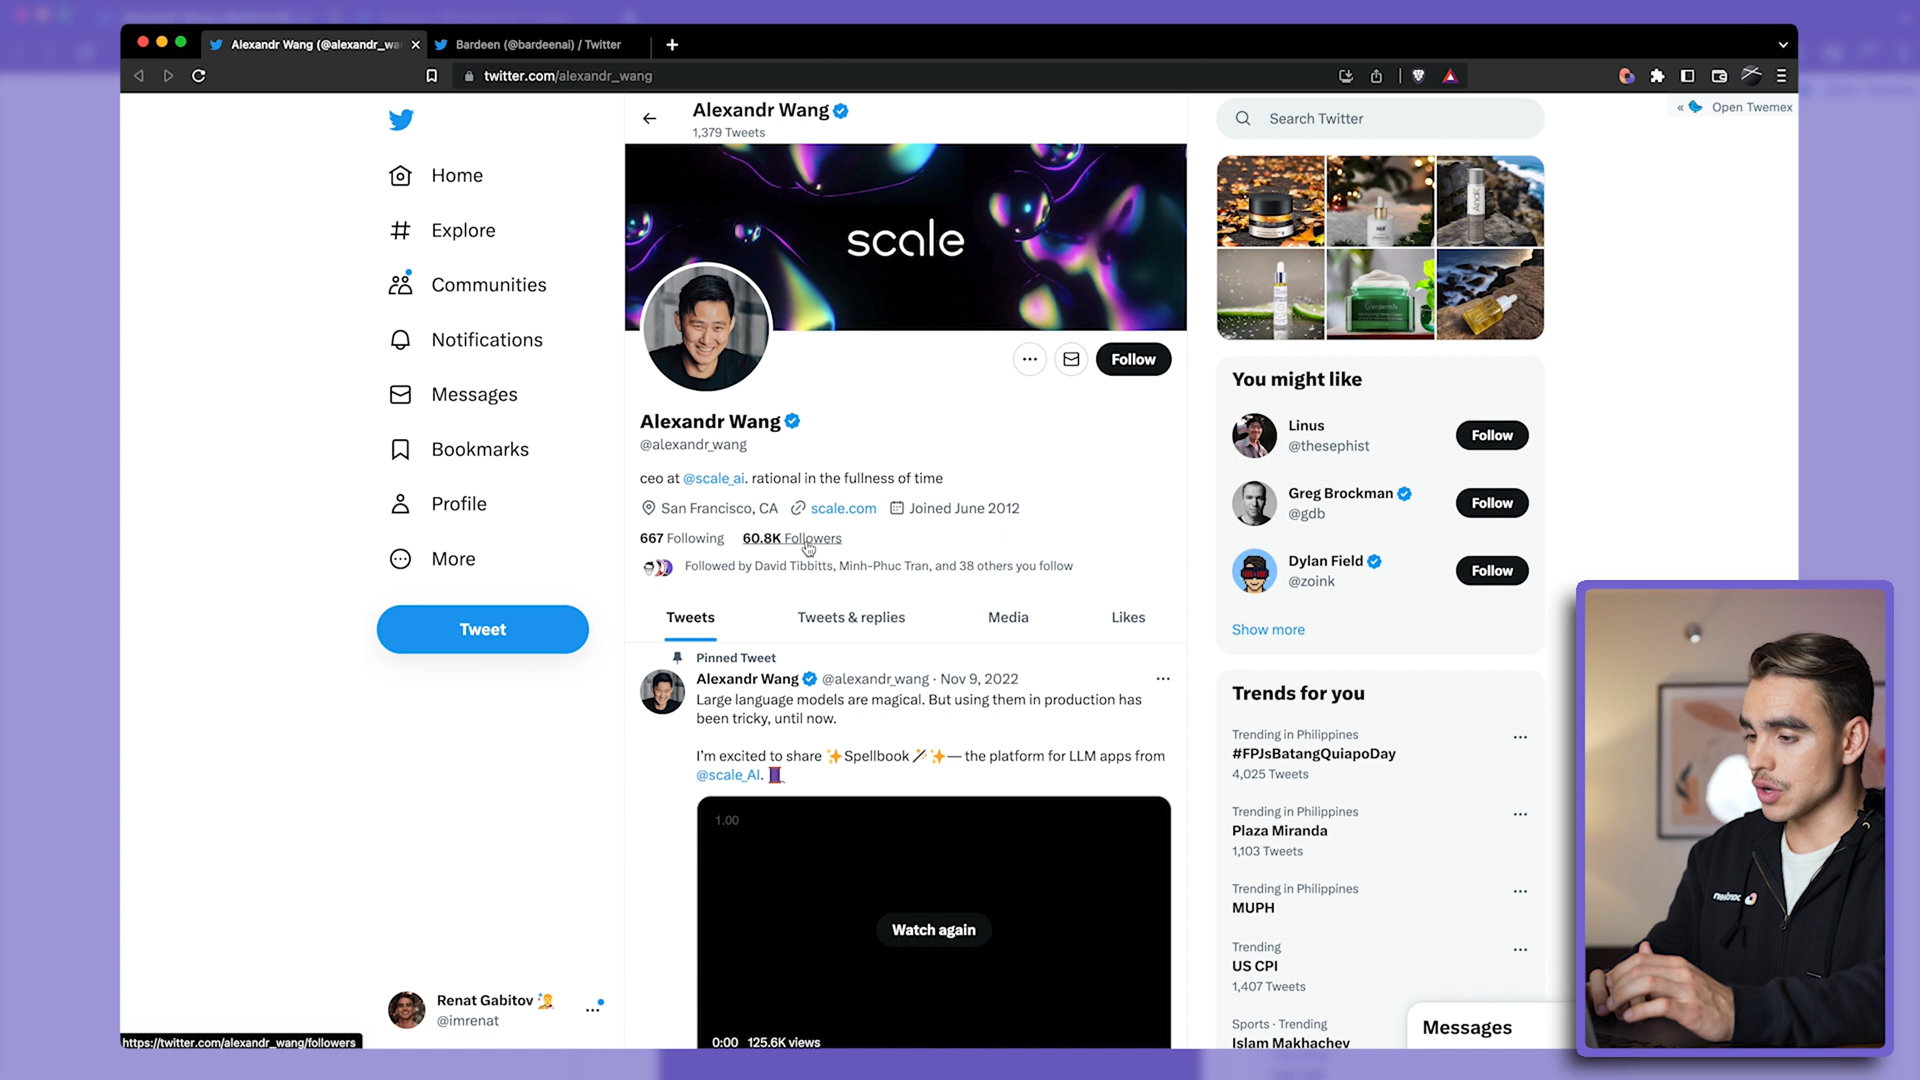 Alexandr Wang (@alexandr_wa
Bardeen (@bardeenai) / Twitter
twitter.com/alexandr_wang
« Open Twemex
Home
Explore
Communities
Notifications
Messages
Bookmarks
Profile
More
Tweet
Renat Gabitov
@imrenat
https://twitter.com/alexandr_wang/followers
Alexandr Wang
1,379 Tweets
scale
Follow
Alexandr Wang
@alexandr_wang
ceo at @scale_ai. rational in the fullness of time
San Francisco, CA scale.com Joined June 2012
667 Following 60.8K Followers
Followed by David Tibbitts, Minh-Phuc Tran, and 38 others you follow
Tweets Tweets & replies Media Likes
Pinned Tweet
Alexandr Wang @alexandr_wang · Nov 9, 2022
Large language models are magical. But using them in production has
been tricky, until now.
I'm excited to share ✨Spellbook🪄✨— the platform for LLM apps from
@scale_AI. 🧵
1.00
Watch again
0:00 125.6K views
Search Twitter
You might like
Linus
@thesephist
Follow
Greg Brockman
@gdb
Follow
Dylan Field
@zoink
Follow
Show more
Trends for you
Trending in Philippines
#FPJsBatangQuiapoDay
4,025 Tweets
Trending in Philippines
Plaza Miranda
1,103 Tweets
Trending in Philippines
MUPH
Trending
US CPI
1,407 Tweets
Sports · Trending
Islam Makhachev
Messages